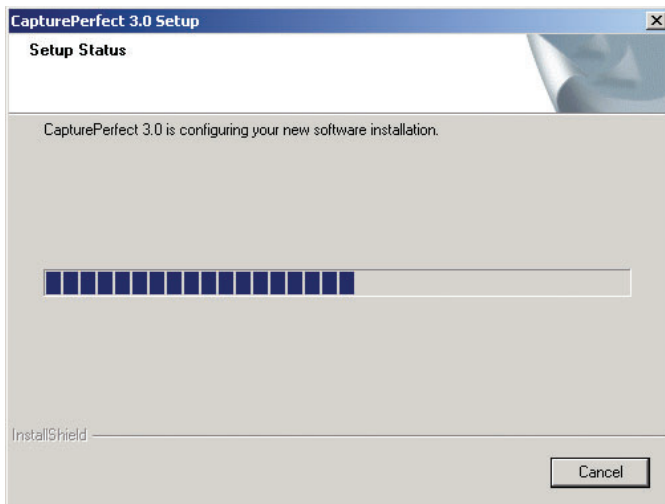 CapturePerfect 3.0 Setup
Setup Status
CapturePerfect 3.0 is configuring your new software installation.
InstallShield
Cancel